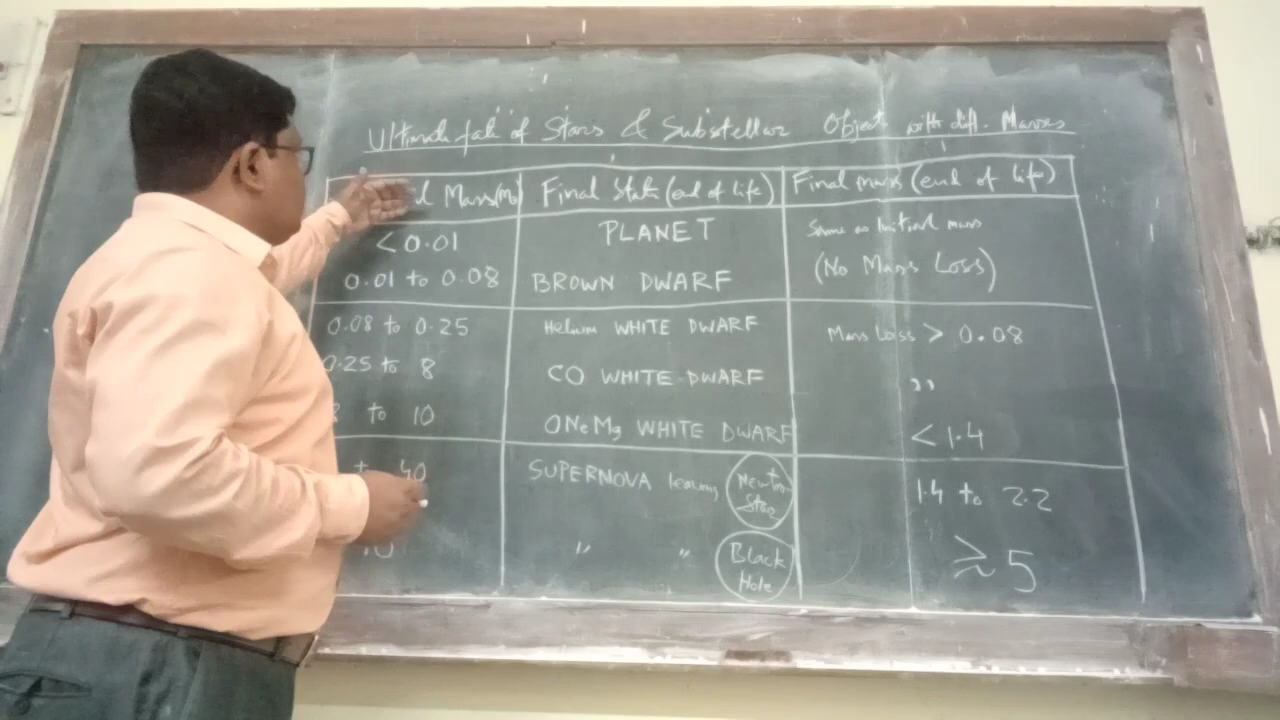 Ultimate fate of Stars & Substellar Object with diff. Masses
Mass(M⊙) Final State (end of life) Final mass (end of life)
<0.01 PLANET Same as Initial mass
0.01 to 0.08 BROWN DWARF (No Mass Loss)
0.08 to 0.25 Helium WHITE DWARF Mass Loss > 0.08
0.25 to 8 CO WHITE DWARF ,,
to 10 ONeMg WHITE DWARF < 1.4
to 40 SUPERNOVA leaving Neutron Star 1.4 to 2.2
" " Black Hole ≳ 5